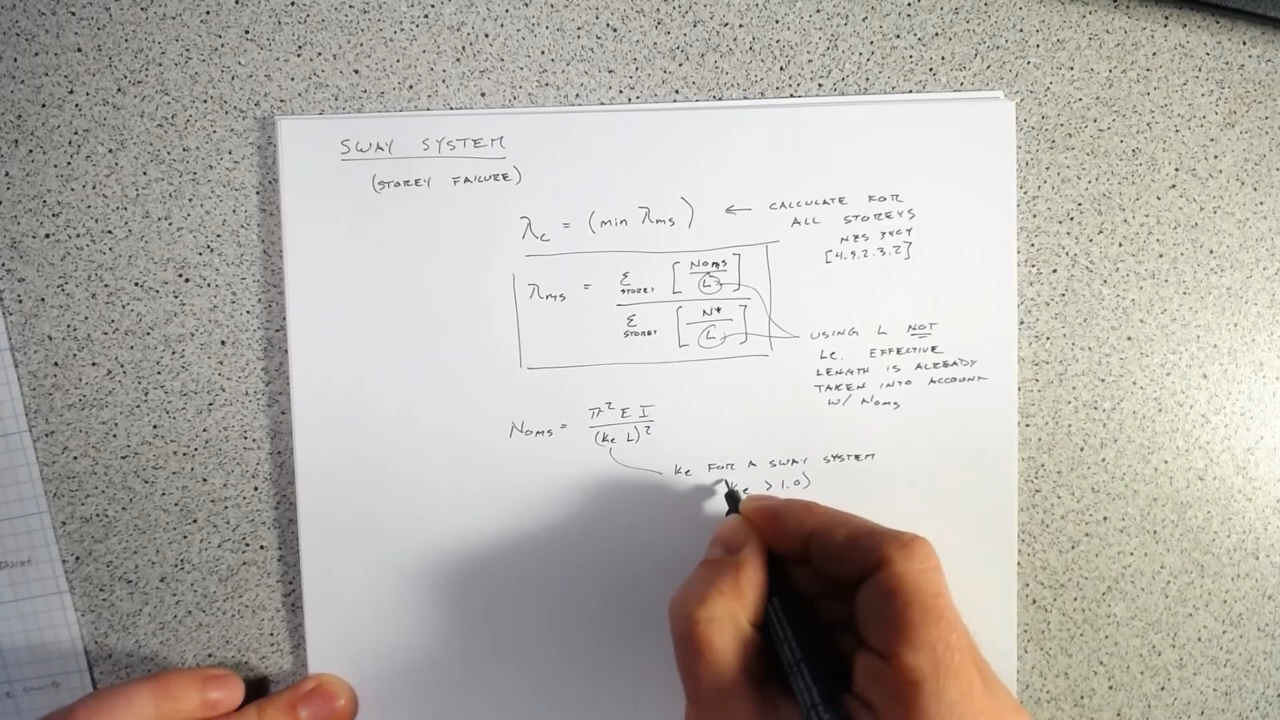 SWAY SYSTEM
(STOREY FAILURE)
λc = (min λms) ← CALCULATE FOR
ALL STOREYS
NZS 3404
[4.9.2.3.2]
λms = Σ STOREY [Noms / L] / Σ STOREY [N* / L]
USING L NOT
Le. EFFECTIVE
LENGTH IS ALREADY
TAKEN INTO ACCOUNT
W/ Noms
Noms = π² E I / (ke L)²
ke FOR A SWAY SYSTEM
ke > 1.0)